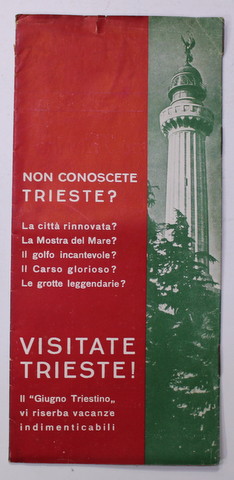 NON CONOSCETE
TRIESTE?
La città rinnovata?
La Mostra del Mare?
Il golfo incantevole?
Il Carso glorioso?
Le grotte leggendarie?
VISITATE
TRIESTE!
Il "Giugno Triestino„
vi riserba vacanze
indimenticabili